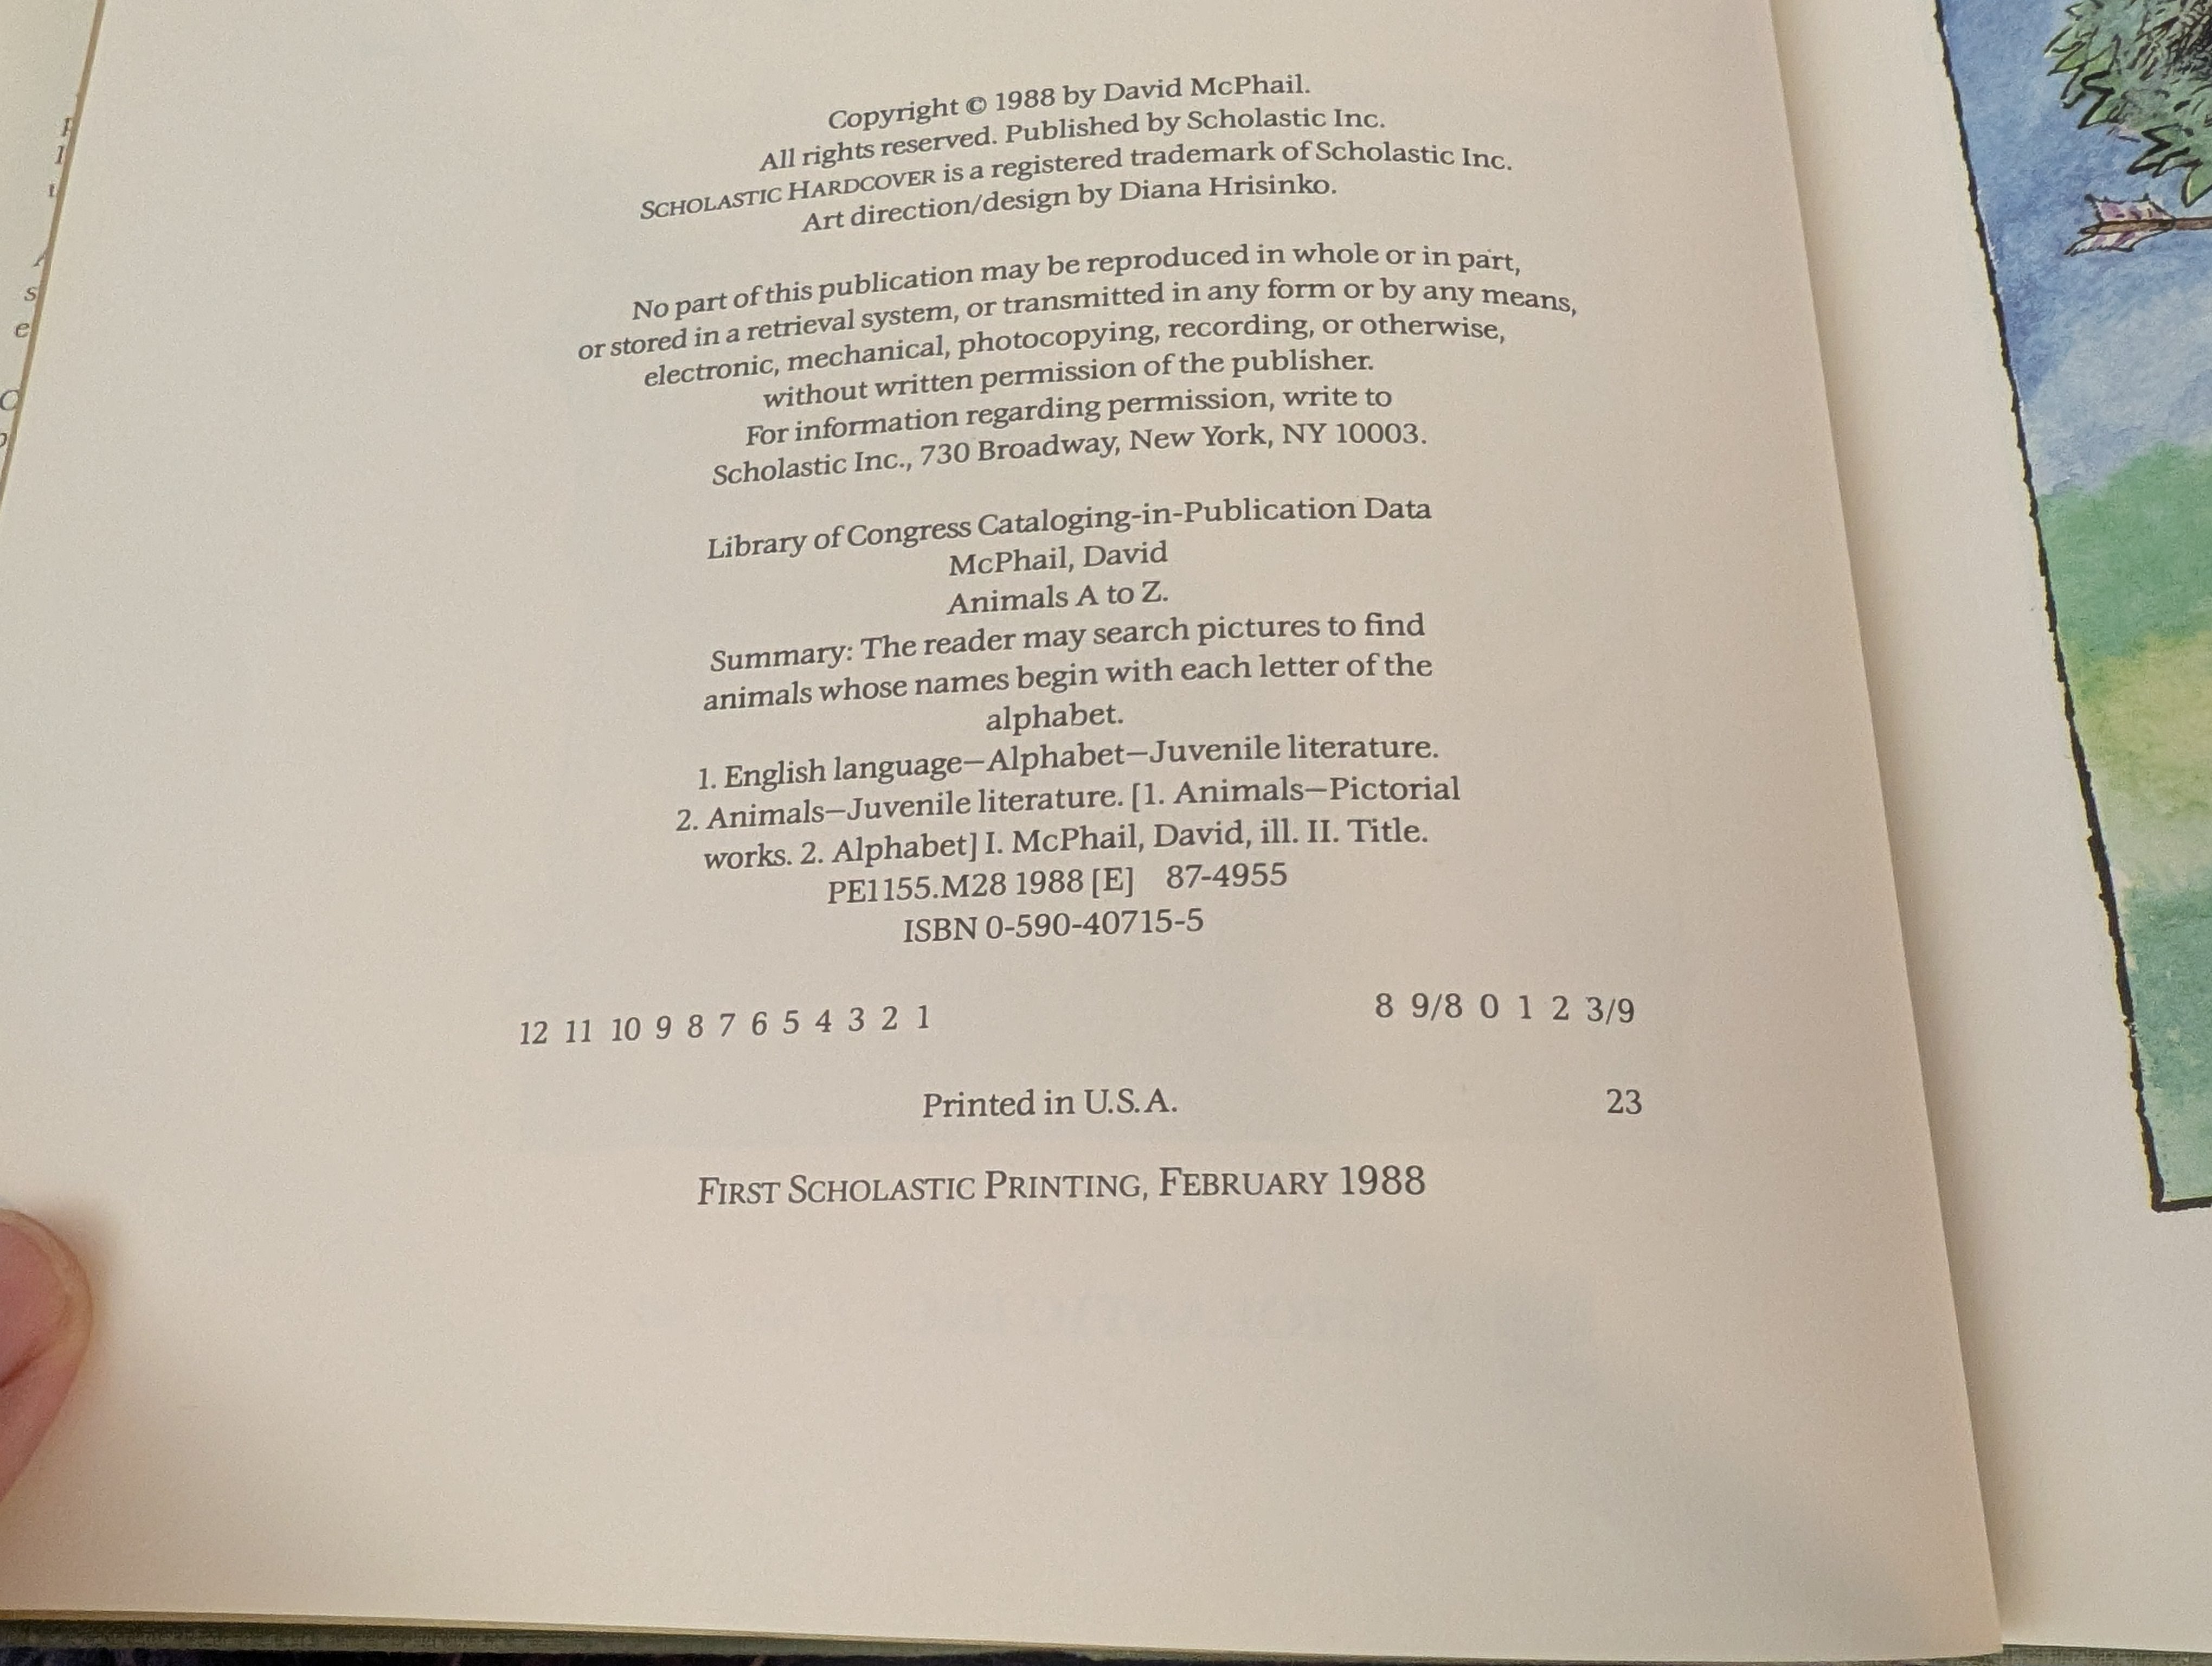 Copyright © 1988 by David McPhail.
All rights reserved. Published by Scholastic Inc.
SCHOLASTIC HARDCOVER is a registered trademark of Scholastic Inc.
Art direction/design by Diana Hrisinko.
No part of this publication may be reproduced in whole or in part,
or stored in a retrieval system, or transmitted in any form or by any means,
electronic, mechanical, photocopying, recording, or otherwise,
without written permission of the publisher.
For information regarding permission, write to
Scholastic Inc., 730 Broadway, New York, NY 10003.
Library of Congress Cataloging-in-Publication Data
McPhail, David
Animals A to Z.
Summary: The reader may search pictures to find
animals whose names begin with each letter of the
alphabet.
1. English language—Alphabet—Juvenile literature.
2. Animals—Juvenile literature. [1. Animals—Pictorial
works. 2. Alphabet] I. McPhail, David, ill. II. Title.
PE1155.M28 1988 [E] 87-4955
ISBN 0-590-40715-5
12 11 10 9 8 7 6 5 4 3 2 1 8 9/8 0 1 2 3/9
Printed in U.S.A. 23
FIRST SCHOLASTIC PRINTING, FEBRUARY 1988